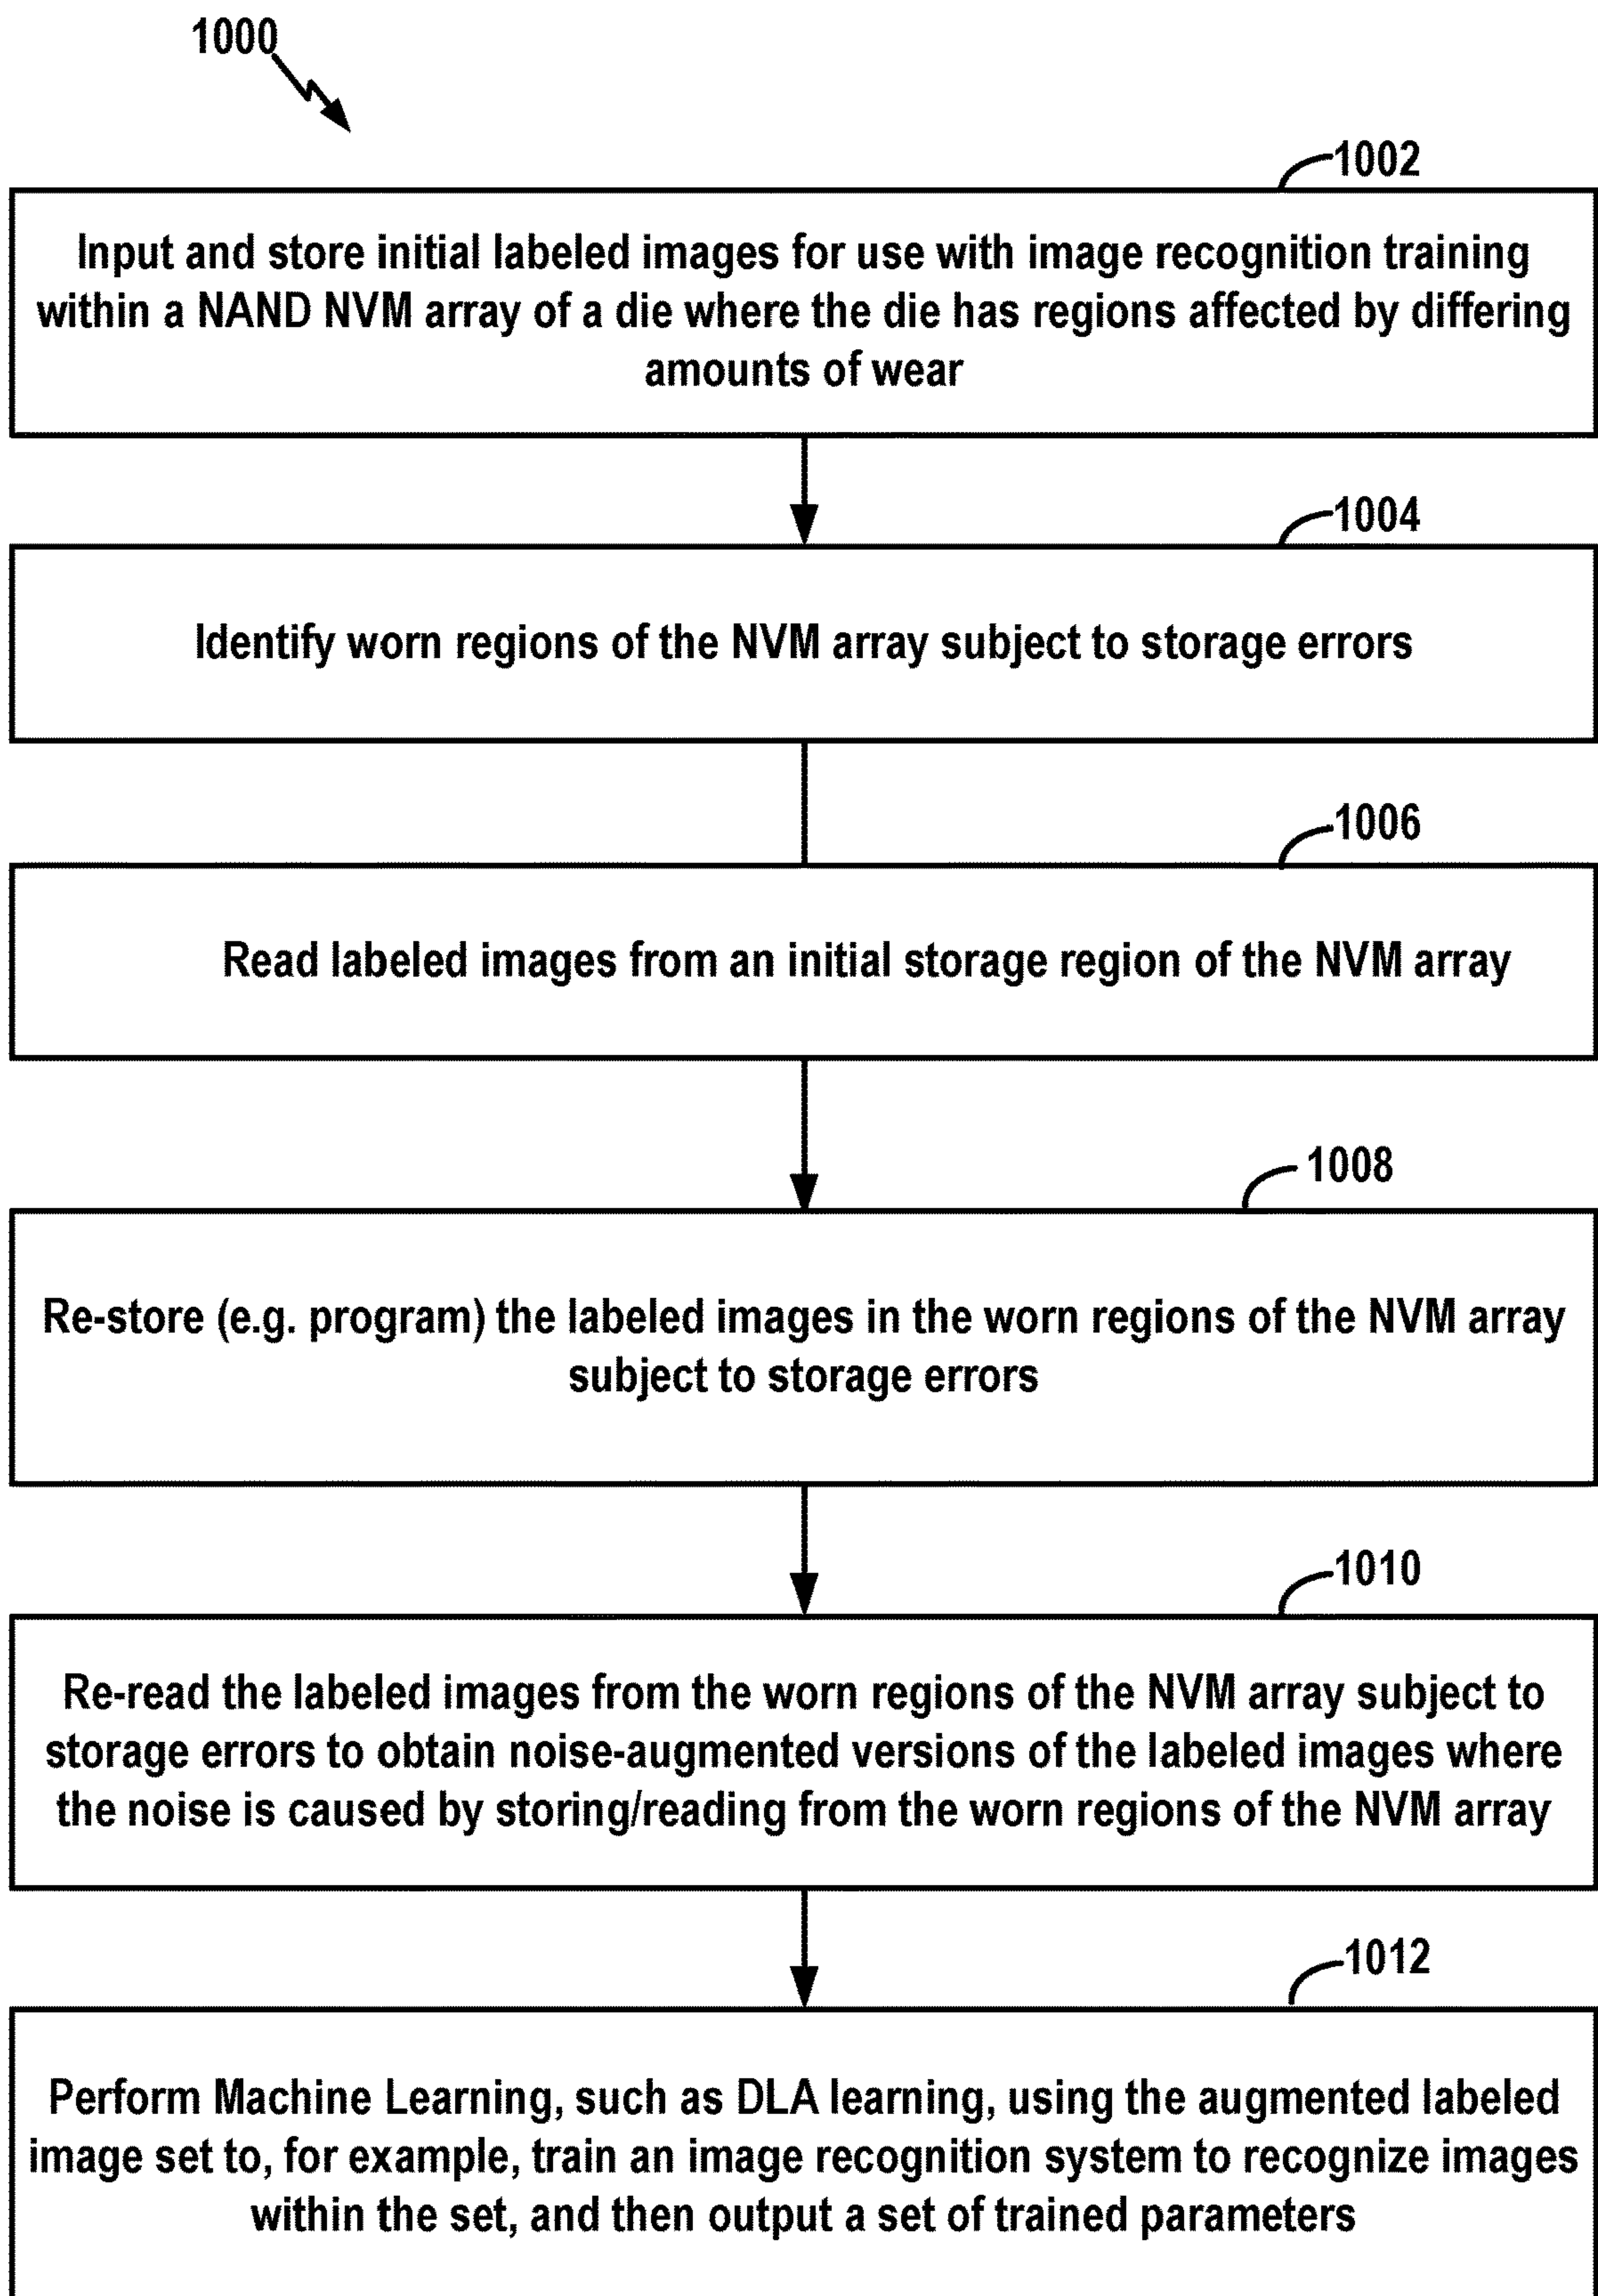 1000
1002
Input and store initial labeled images for use with image recognition training
within a NAND NVM array of a die where the die has regions affected by differing
amounts of wear
1004
Identify worn regions of the NVM array subject to storage errors
1006
Read labeled images from an initial storage region of the NVM array
1008
Re-store (e.g. program) the labeled images in the worn regions of the NVM array
subject to storage errors
1010
Re-read the labeled images from the worn regions of the NVM array subject to
storage errors to obtain noise-augmented versions of the labeled images where
the noise is caused by storing/reading from the worn regions of the NVM array
1012
Perform Machine Learning, such as DLA learning, using the augmented labeled
image set to, for example, train an image recognition system to recognize images
within the set, and then output a set of trained parameters